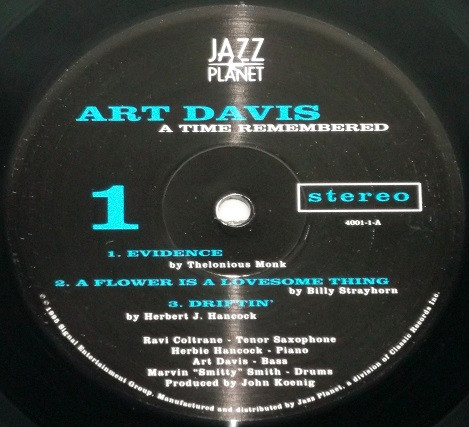 JAZZ
PLANET
ART DAVIS
A TIME REMEMBERED
1
stereo
4001-1-A
1. EVIDENCE
by Thelonious Monk
2. A FLOWER IS A LOVESOME THING
by Billy Strayhorn
3. DRIFTIN'
by Herbert J. Hancock
Ravi Coltrane - Tenor Saxophone
Herbie Hancock - Piano
Art Davis - Bass
Marvin "Smitty" Smith - Drums
Produced by John Koenig
℗ © 1995 Signal Entertainment Group. Manufactured and distributed by Jazz Planet, a division of Classic Records Inc.